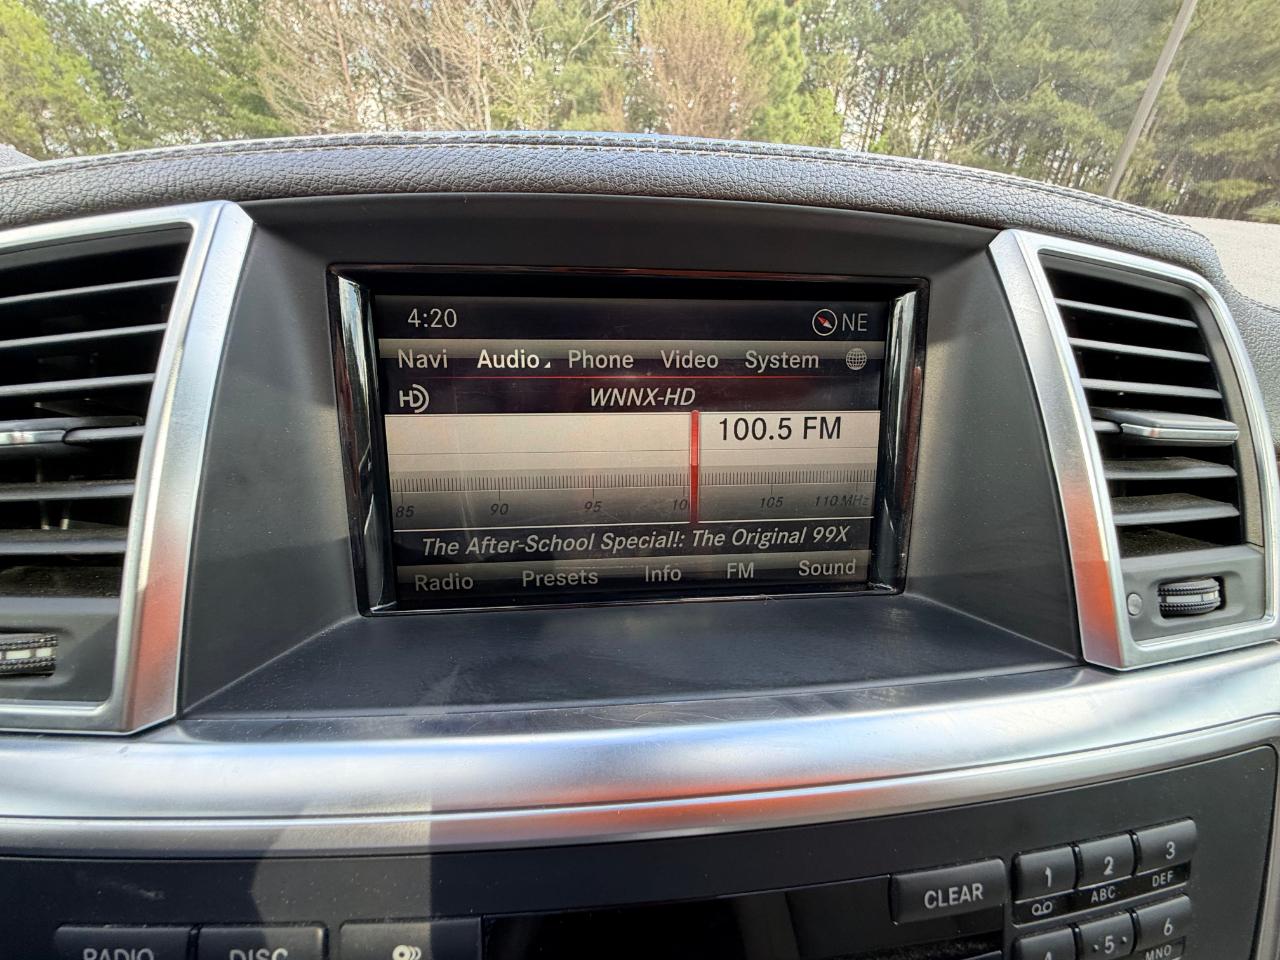 4:20 NE
Navi Audio Phone Video System
HD WNNX-HD
100.5 FM
85 90 95 10 105 110 MHz
The After-School Special!: The Original 99X
Radio Presets Info FM Sound
CLEAR 1 2 3
ABC DEF
RADIO DISC 4 5 6
MNO